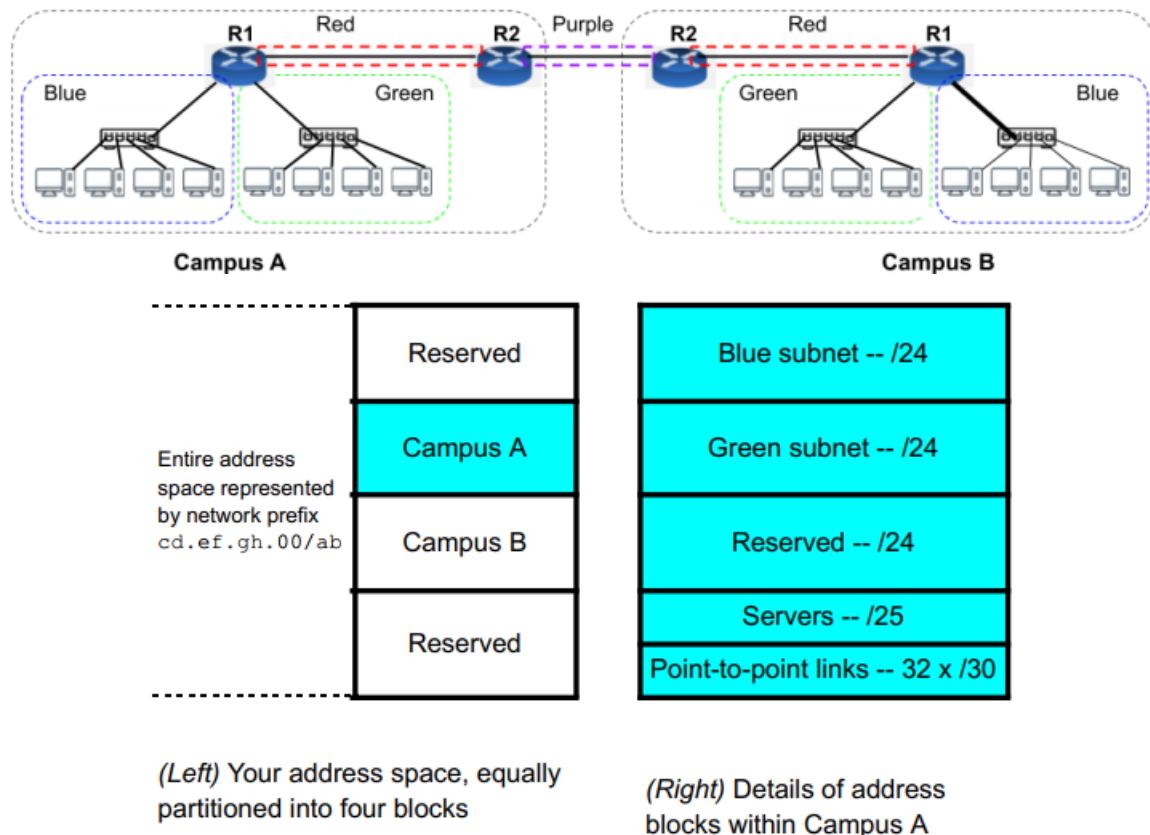 Red
Purple
Red
R1
R2
R2
R1
Blue
Green
Green
Blue
Campus A
Campus B
Reserved
Campus A
Campus B
Reserved
Entire address
space represented
by network prefix
cd.ef.gh.00/ab
Blue subnet -- /24
Green subnet -- /24
Reserved -- /24
Servers -- /25
Point-to-point links -- 32 x /30
(Left) Your address space, equally
partitioned into four blocks
(Right) Details of address
blocks within Campus A